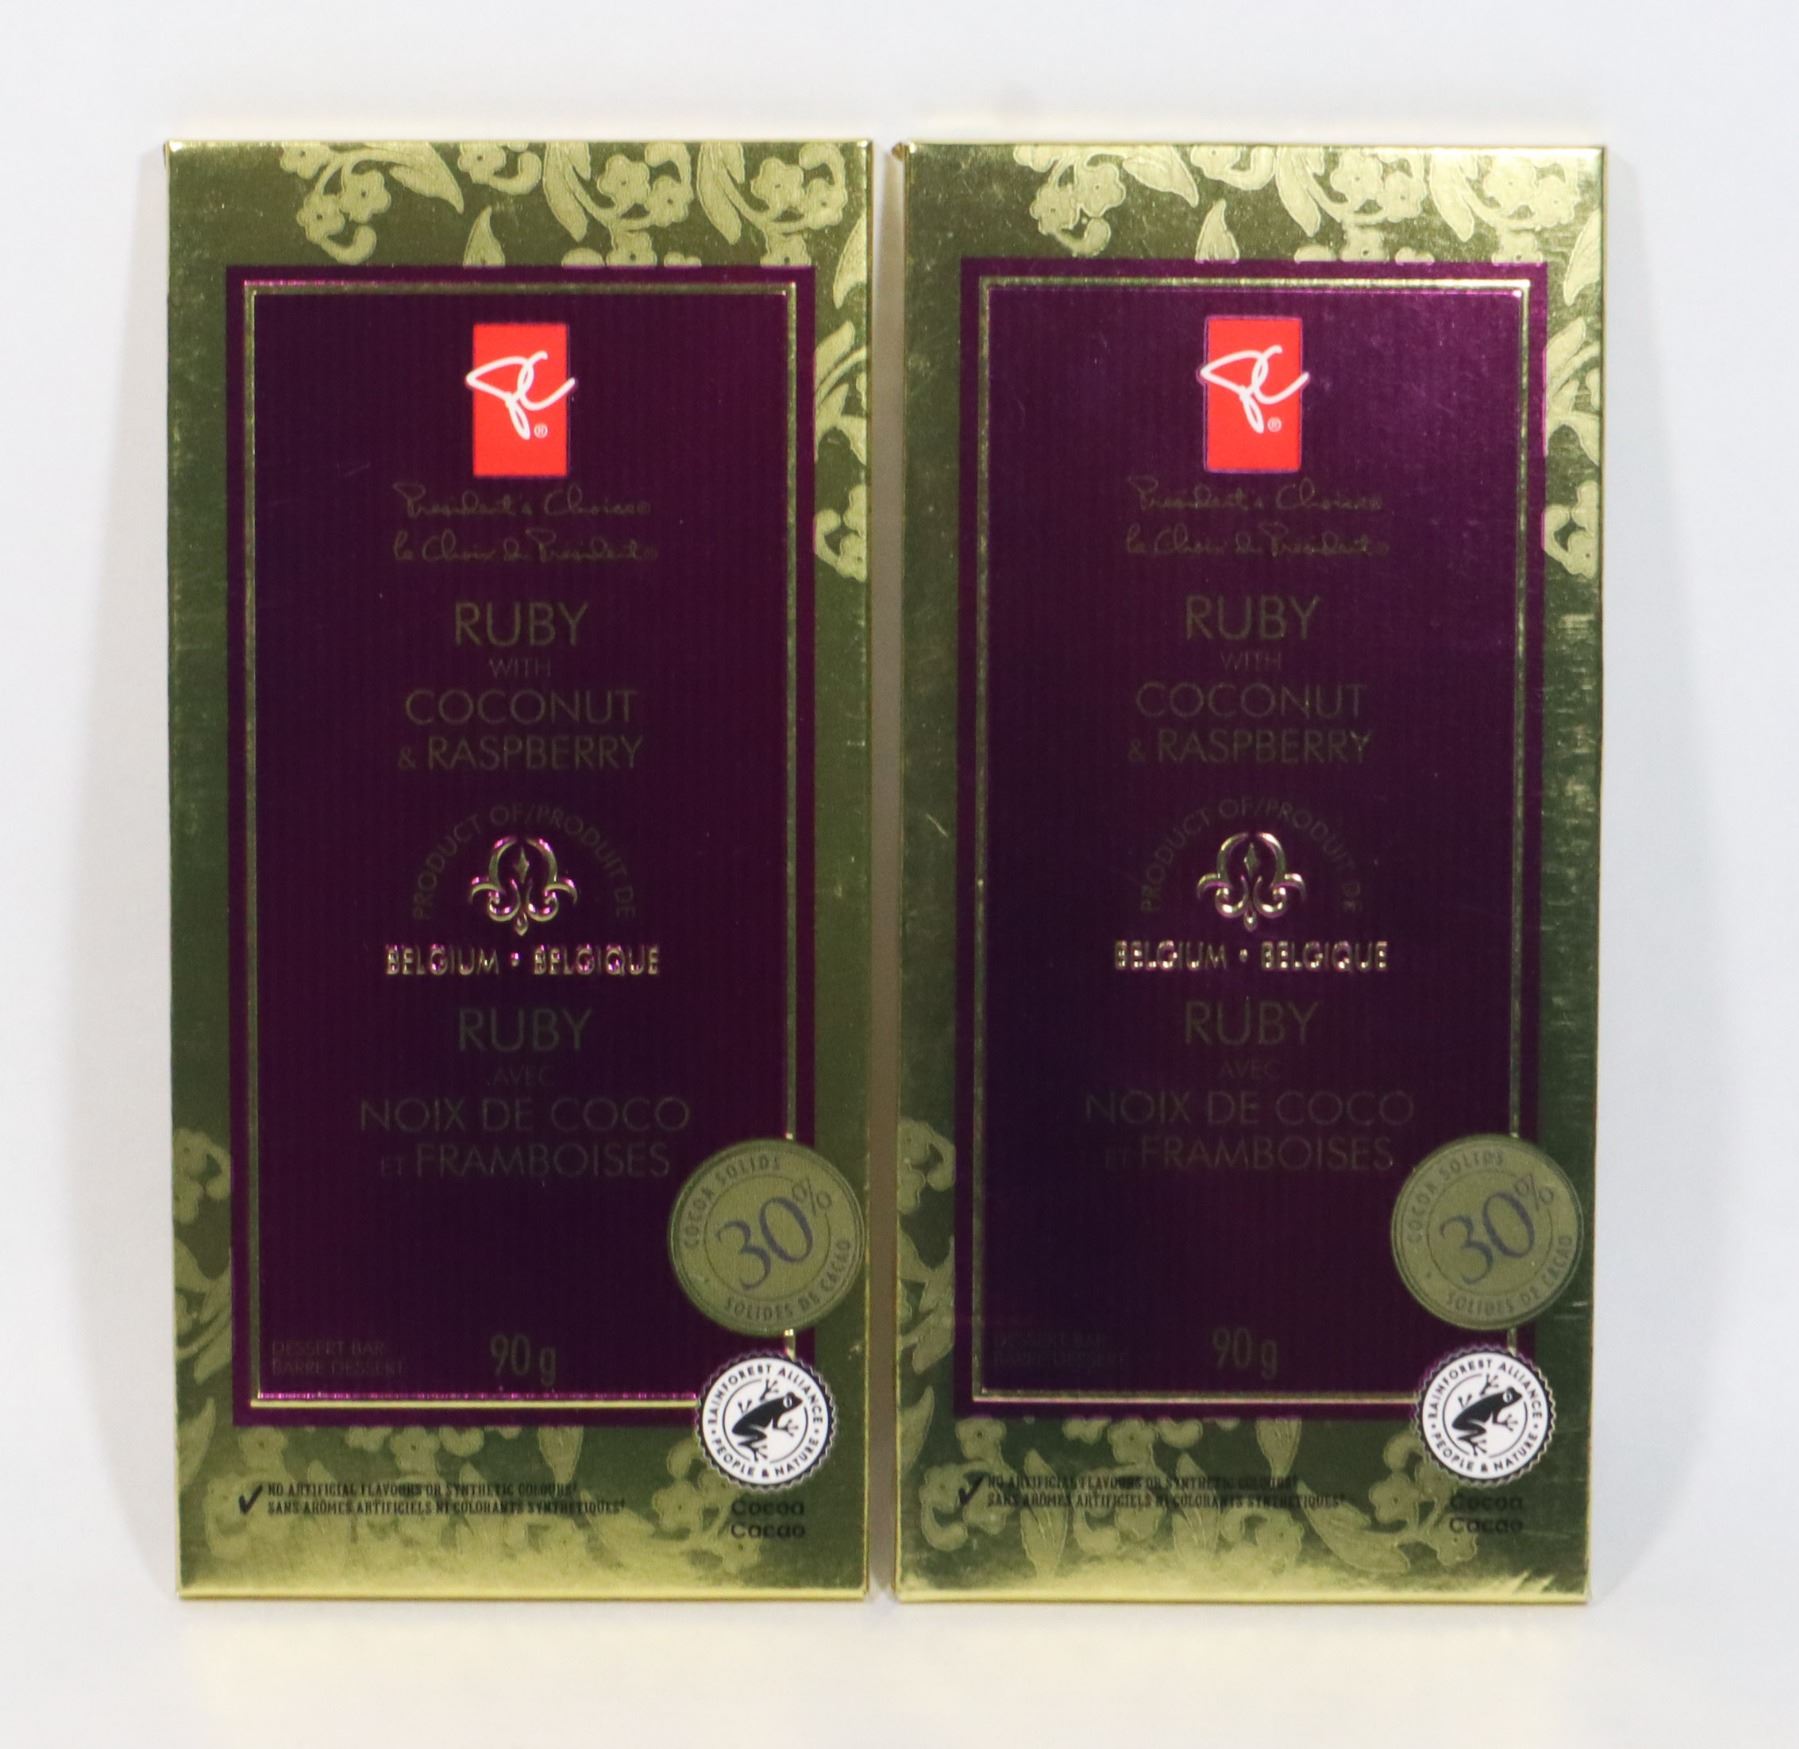 PC®
President's Choice®
le Choix du Président®
RUBY
WITH
COCONUT
& RASPBERRY
PRODUCT OF/PRODUIT DE
BELGIUM • BELGIQUE
RUBY
AVEC
NOIX DE COCO
ET FRAMBOISES
COCOA SOLIDS
30%
SOLIDES DE CACAO
DESSERT BAR
BARRE DESSERT
90 g
RAINFOREST ALLIANCE
• PEOPLE & NATURE •
NO ARTIFICIAL FLAVOURS OR SYNTHETIC COLOURS†
SANS ARÔMES ARTIFICIELS NI COLORANTS SYNTHÉTIQUES†
Cocoa
Cacao
PC®
President's Choice®
le Choix du Président®
RUBY
WITH
COCONUT
& RASPBERRY
PRODUCT OF/PRODUIT DE
BELGIUM • BELGIQUE
RUBY
AVEC
NOIX DE COCO
ET FRAMBOISES
COCOA SOLIDS
30%
SOLIDES DE CACAO
DESSERT BAR
BARRE DESSERT
90 g
RAINFOREST ALLIANCE
• PEOPLE & NATURE •
NO ARTIFICIAL FLAVOURS OR SYNTHETIC COLOURS†
SANS ARÔMES ARTIFICIELS NI COLORANTS SYNTHÉTIQUES†
Cocoa
Cacao